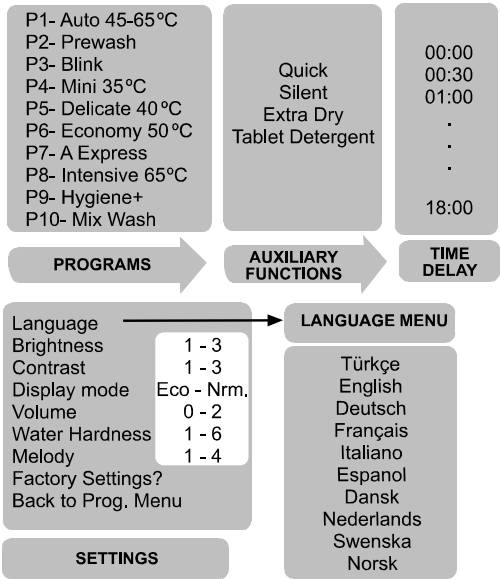 P1- Auto 45-65ºC
P2- Prewash
P3- Blink
P4- Mini 35ºC
P5- Delicate 40ºC
P6- Economy 50ºC
P7- A Express
P8- Intensive 65ºC
P9- Hygiene+
P10- Mix Wash
PROGRAMS
Quick
Silent
Extra Dry
Tablet Detergent
AUXILIARY
FUNCTIONS
00:00
00:30
01:00
.
.
.
18:00
TIME
DELAY
Language
Brightness 1 - 3
Contrast 1 - 3
Display mode Eco - Nrm.
Volume 0 - 2
Water Hardness 1 - 6
Melody 1 - 4
Factory Settings?
Back to Prog. Menu
SETTINGS
LANGUAGE MENU
Türkçe
English
Deutsch
Français
Italiano
Espanol
Dansk
Nederlands
Swenska
Norsk